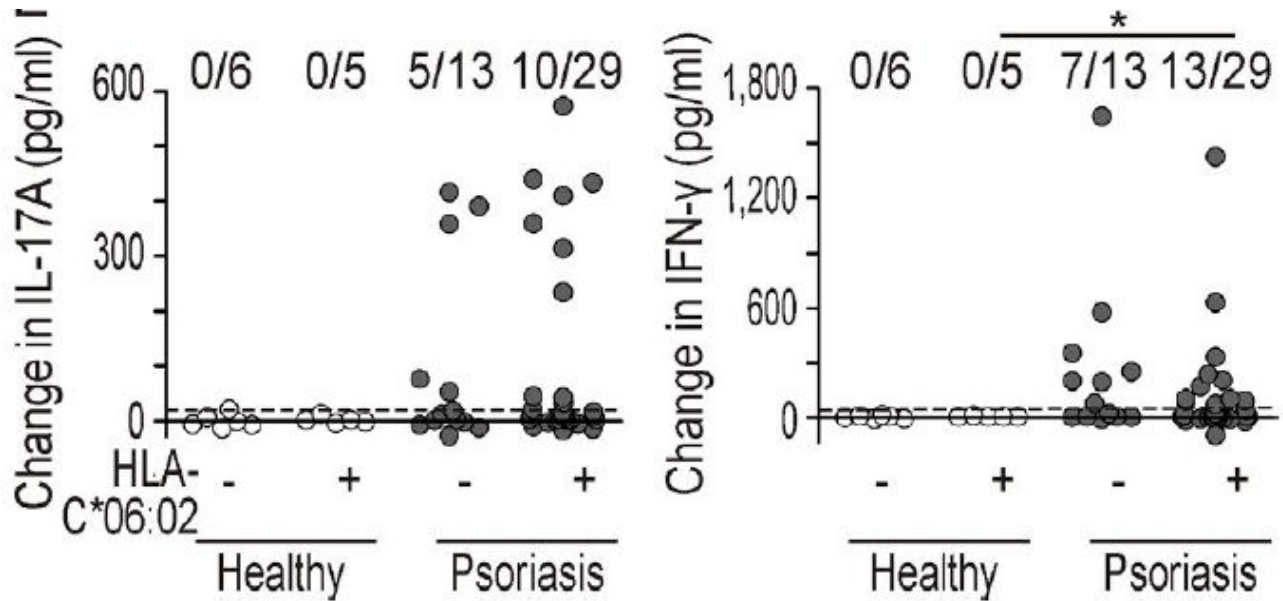 Change in IL-17A (pg/ml)
0/6 0/5 5/13 10/29
600
300
0
HLA-
C*06:02
- + - +
Healthy Psoriasis
Change in IFN-γ (pg/ml)
*
0/6 0/5 7/13 13/29
1,800
1,200
600
0
- + - +
Healthy Psoriasis